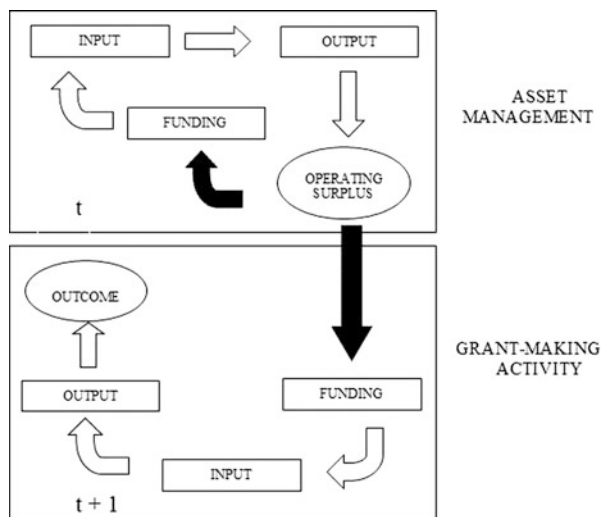 INPUT
OUTPUT
FUNDING
OPERATING
SURPLUS
t
ASSET
MANAGEMENT
OUTCOME
OUTPUT
FUNDING
INPUT
t + 1
GRANT-MAKING
ACTIVITY